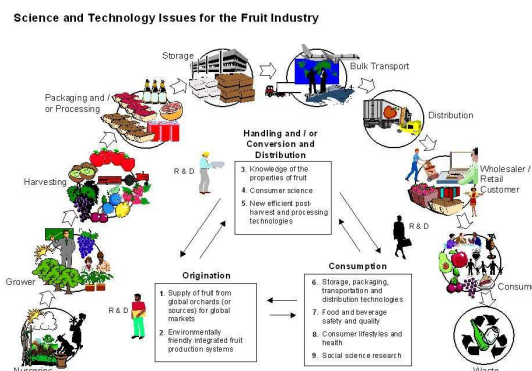 Science and Technology Issues for the Fruit Industry
Storage
Bulk Transport
Packaging and /
or Processing
Distribution
Handling and / or
Conversion and
Distribution
R & D
3. Knowledge of the
properties of fruit
4. Consumer science
5. New efficient post-
harvest and processing
technologies
Wholesaler /
Retail
Customer
Harvesting
R & D
Grower
Origination
1. Supply of fruit from
global orchards (or
sources) for global
markets
2. Environmentally
friendly integrated fruit
production systems
R & D
Consumption
6. Storage, packaging,
transportation and
distribution technologies
7. Food and beverage
safety and quality
8. Consumer lifestyles and
health
9. Social science research
Consume
Nurseries
Waste